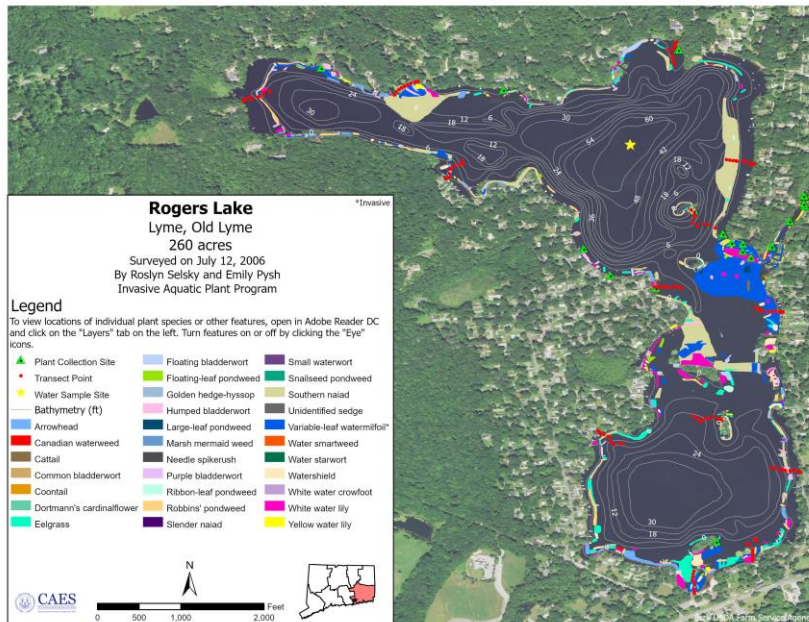 *Invasive
Rogers Lake
Lyme, Old Lyme
260 acres
Surveyed on July 12, 2006
By Roslyn Selsky and Emily Pysh
Invasive Aquatic Plant Program
Legend
To view locations of individual plant species or other features, open in Adobe Reader DC
and click on the "Layers" tab on the left. Turn features on or off by clicking the "Eye"
icons.
Plant Collection Site
Transect Point
Water Sample Site
Bathymetry (ft)
Arrowhead
Canadian waterweed
Cattail
Common bladderwort
Coontail
Dortmann's cardinalflower
Eelgrass
Floating bladderwort
Floating-leaf pondweed
Golden hedge-hyssop
Humped bladderwort
Large-leaf pondweed
Marsh mermaid weed
Needle spikerush
Purple bladderwort
Ribbon-leaf pondweed
Robbins' pondweed
Slender naiad
Small waterwort
Snailseed pondweed
Southern naiad
Unidentified sedge
Variable-leaf watermilfoil*
Water smartweed
Water starwort
Watershield
White water crowfoot
White water lily
Yellow water lily
N
CAES
0 500 1,000 2,000
Feet
24
30
18
12
6
18
12
6
30
60
54
42
18
12
24
36
48
18
6
6
0
24
12
30
18
0
USDA Farm Service Agency